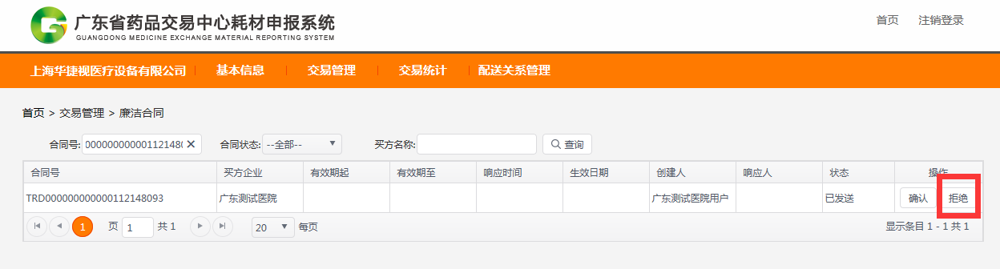 广东省药品交易中心耗材申报系统
GUANGDONG MEDICINE EXCHANGE MATERIAL REPORTING SYSTEM
首页 注销登录
上海华捷视医疗设备有限公司 基本信息 交易管理 交易统计 配送关系管理
首页 > 交易管理 > 廉洁合同
合同号: 000000000001121480 合同状态: --全部-- 买方名称: 查询
合同号 买方企业 有效期起 有效期至 响应时间 生效日期 创建人 响应人 状态 操作
TRD000000000000112148093 广东测试医院 广东测试医院用户 已发送 确认 拒绝
1 页 1 共 1 20 每页 显示条目 1 - 1 共 1